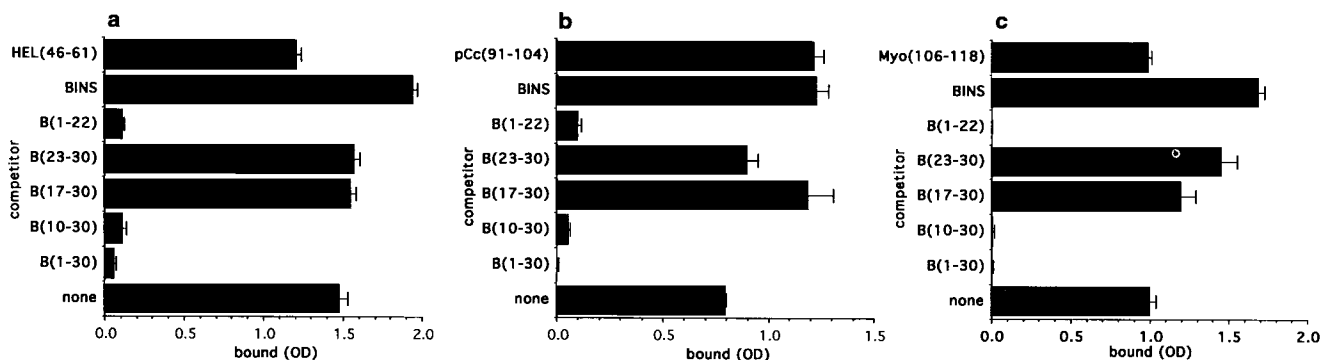 a
HEL(46-61)
BINS
B(1-22)
B(23-30)
B(17-30)
B(10-30)
B(1-30)
none
competitor
0.0 0.5 1.0 1.5 2.0
bound (OD)
b
pCc(91-104)
BINS
B(1-22)
B(23-30)
B(17-30)
B(10-30)
B(1-30)
none
competitor
0.0 0.5 1.0 1.5
bound (OD)
c
Myo(106-118)
BINS
B(1-22)
B(23-30)
B(17-30)
B(10-30)
B(1-30)
none
competitor
0.0 0.5 1.0 1.5 2.0
bound (OD)